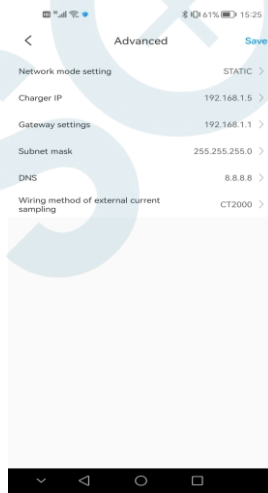 61% 15:25
Advanced
Save
Network mode setting
STATIC
Charger IP
192.168.1.5
Gateway settings
192.168.1.1
Subnet mask
255.255.255.0
DNS
8.8.8.8
Wiring method of external current
sampling
CT2000